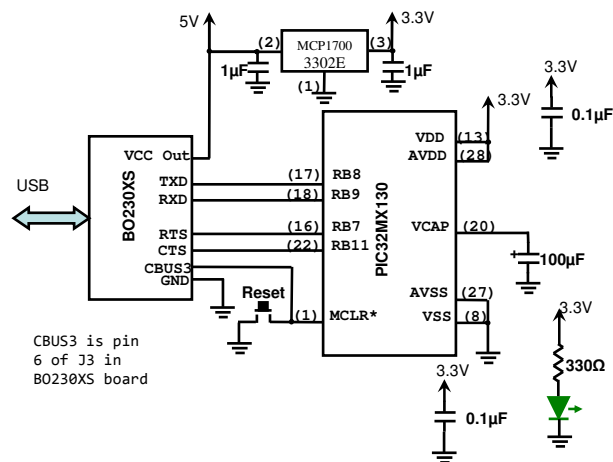 5V
3.3V
(2)
MCP1700
3302E
(3)
(1)
1µF
1µF
3.3V
0.1µF
3.3V
USB
BO230XS
VCC Out
TXD
RXD
RTS
CTS
CBUS3
GND
(17)
(18)
(16)
(22)
Reset
(1)
PIC32MX130
RB8
RB9
RB7
RB11
MCLR*
VDD
AVDD
VCAP
AVSS
VSS
(13)
(28)
(20)
(27)
(8)
+
100µF
3.3V
330Ω
3.3V
0.1µF
CBUS3 is pin
6 of J3 in
BO230XS board